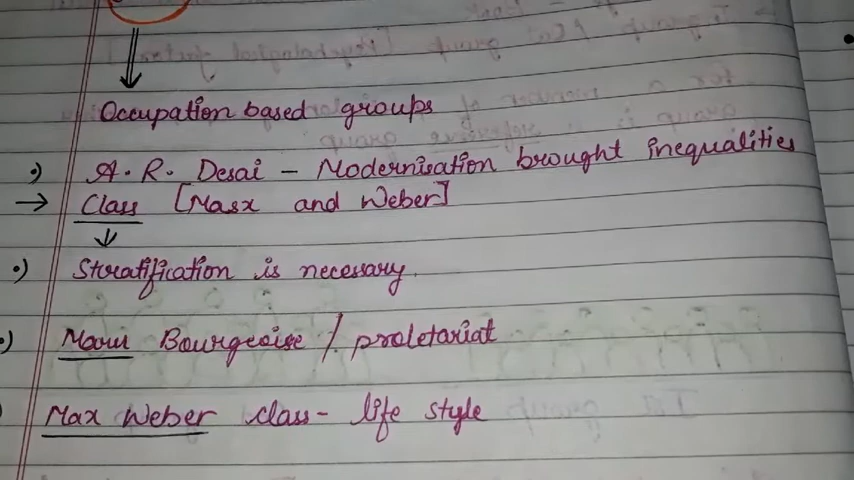 Occupation based groups
•) A. R. Desai – Modernisation brought inequalities
→ Class [Marx and Weber]
•) Stratification is necessary.
•) Bourgeoise / proletariat
Max Weber class - life style